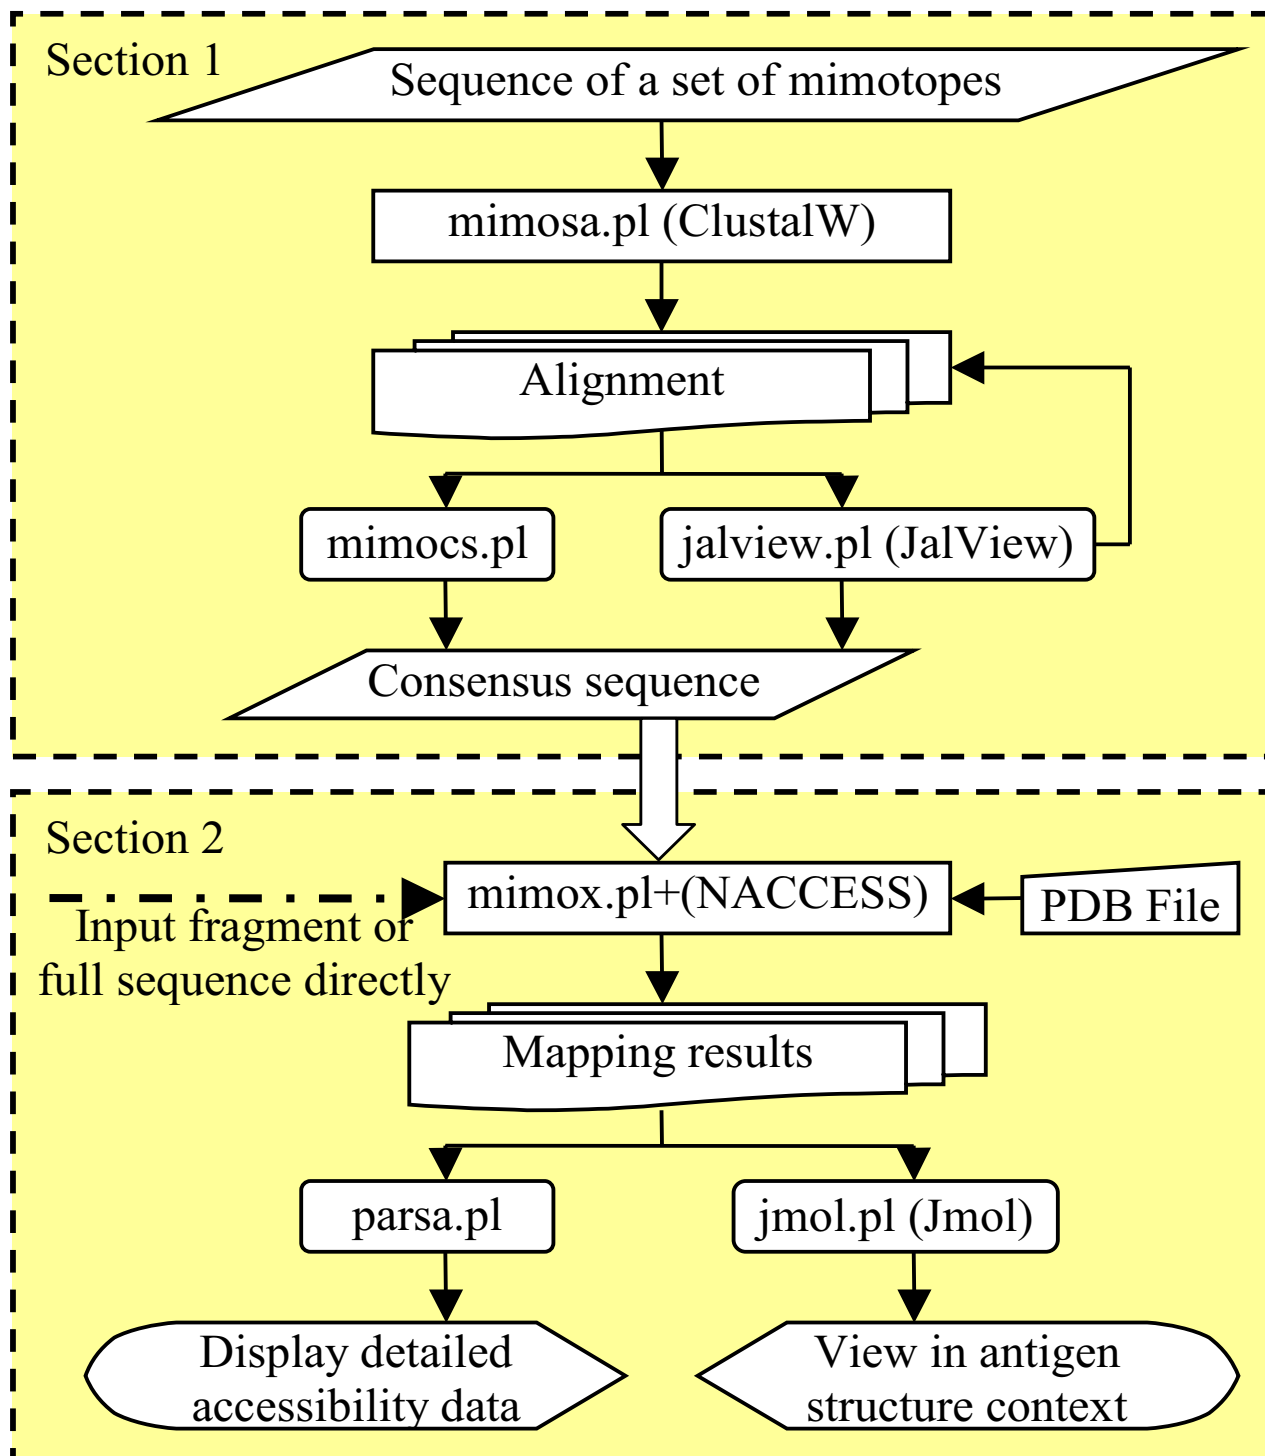 Section 1
Sequence of a set of mimotopes
mimosa.pl (ClustalW)
Alignment
mimocs.pl
jalview.pl (JalView)
Consensus sequence
Section 2
mimox.pl+(NACCESS)
PDB File
Input fragment or
full sequence directly
Mapping results
parsa.pl
jmol.pl (Jmol)
Display detailed
accessibility data
View in antigen
structure context